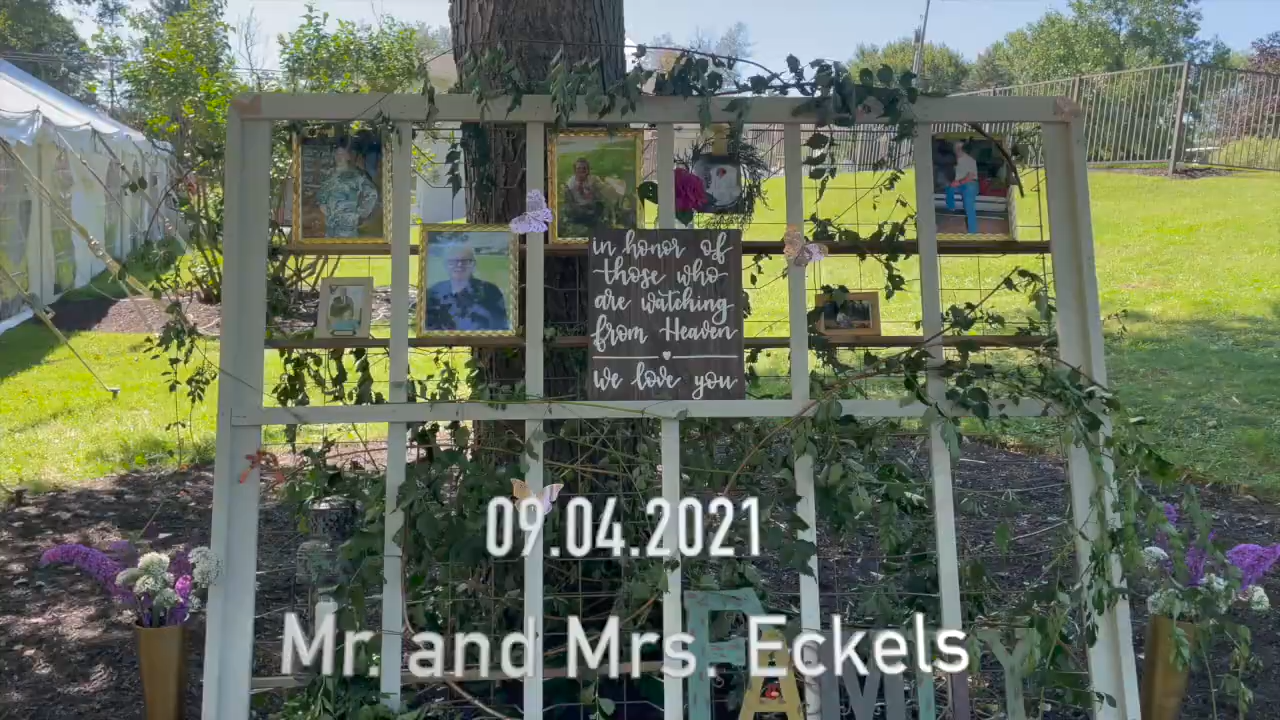 in honor of
those who
are watching
from Heaven
we love you
09.04.2021
Mr. and Mrs. Eckels
FAMILY